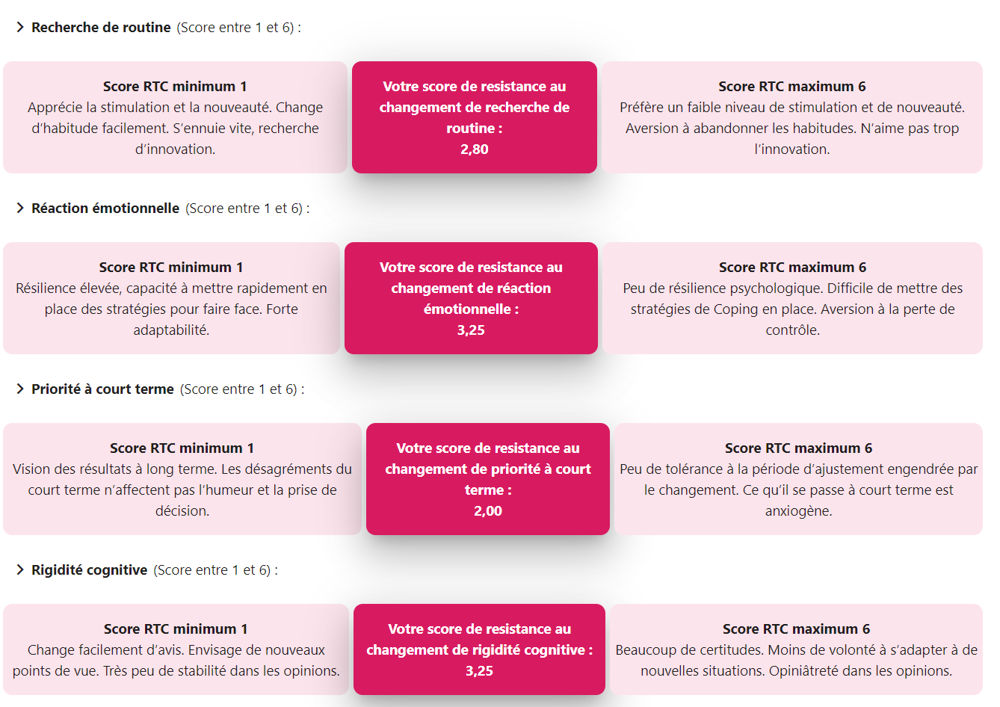 Recherche de routine (Score entre 1 et 6) :
Score RTC minimum 1
Apprécie la stimulation et la nouveauté. Change
d’habitude facilement. S’ennuie vite, recherche
d’innovation.
Votre score de resistance au
changement de recherche de
routine :
2,80
Score RTC maximum 6
Préfère un faible niveau de stimulation et de nouveauté.
Aversion à abandonner les habitudes. N’aime pas trop
l’innovation.
Réaction émotionnelle (Score entre 1 et 6) :
Score RTC minimum 1
Résilience élevée, capacité à mettre rapidement en
place des stratégies pour faire face. Forte
adaptabilité.
Votre score de resistance au
changement de réaction
émotionnelle :
3,25
Score RTC maximum 6
Peu de résilience psychologique. Difficile de mettre des
stratégies de Coping en place. Aversion à la perte de
contrôle.
Priorité à court terme (Score entre 1 et 6) :
Score RTC minimum 1
Vision des résultats à long terme. Les désagréments du
court terme n’affectent pas l’humeur et la prise de
décision.
Votre score de resistance au
changement de priorité à court
terme :
2,00
Score RTC maximum 6
Peu de tolérance à la période d’ajustement engendrée par
le changement. Ce qu’il se passe à court terme est
anxiogène.
Rigidité cognitive (Score entre 1 et 6) :
Score RTC minimum 1
Change facilement d’avis. Envisage de nouveaux
points de vue. Très peu de stabilité dans les opinions.
Votre score de resistance au
changement de rigidité cognitive :
3,25
Score RTC maximum 6
Beaucoup de certitudes. Moins de volonté à s’adapter à de
nouvelles situations. Opiniâtreté dans les opinions.